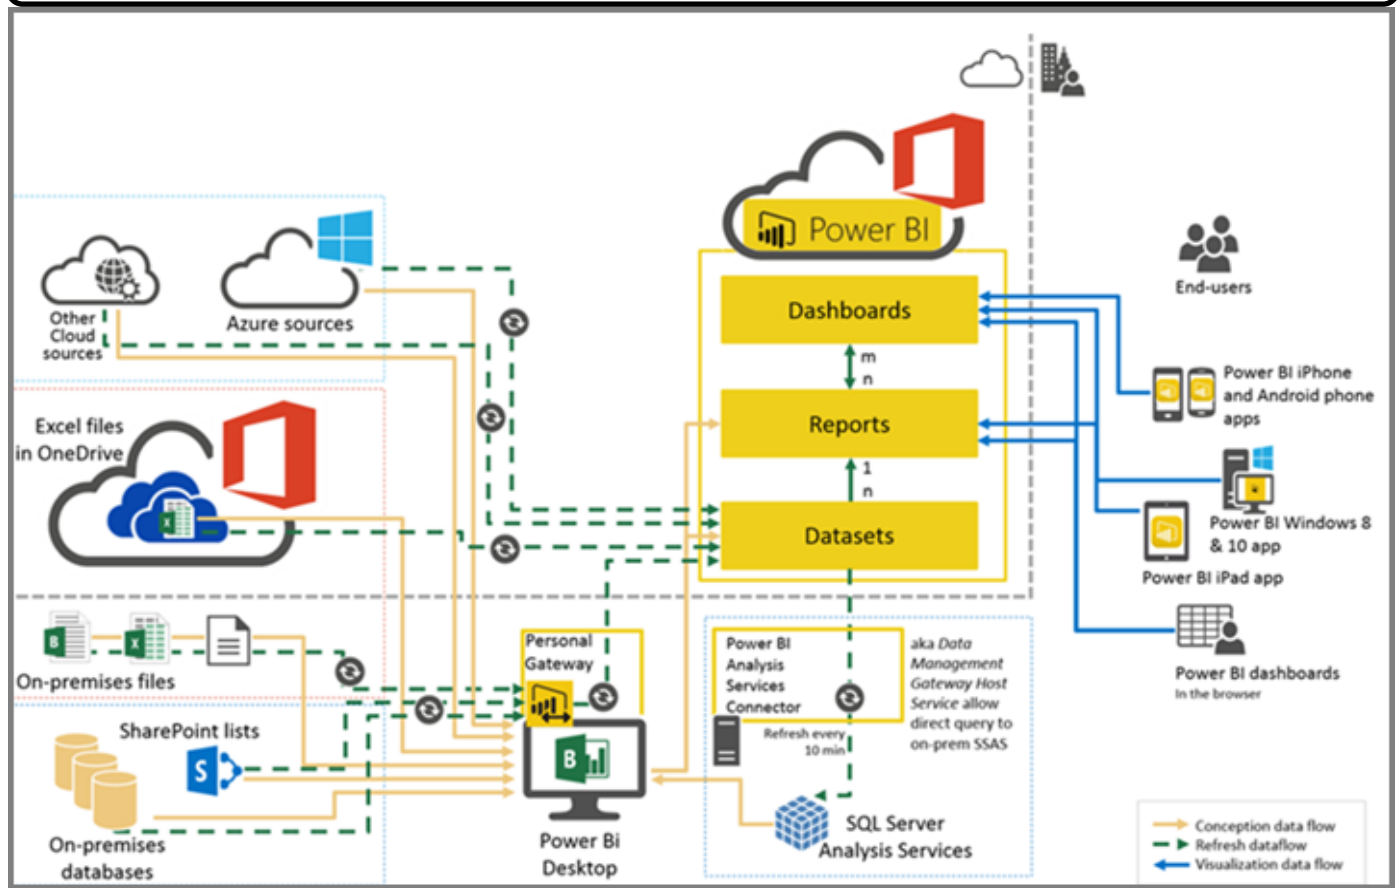 Power BI
Dashboards
m
n
Reports
1
n
Datasets
Other
Cloud
sources
Azure sources
Excel files
in OneDrive
X
B
X
On-premises files
SharePoint lists
S
On-premises
databases
Personal
Gateway
B
Power Bi
Desktop
Power BI
Analysis
Services
Connector
Refresh every
10 min
aka Data
Management
Gateway Host
Service allow
direct query to
on-prem SSAS
SQL Server
Analysis Services
End-users
Power BI iPhone
and Android phone
apps
Power BI Windows 8
& 10 app
Power BI iPad app
Power BI dashboards
In the browser
Conception data flow
Refresh dataflow
Visualization data flow